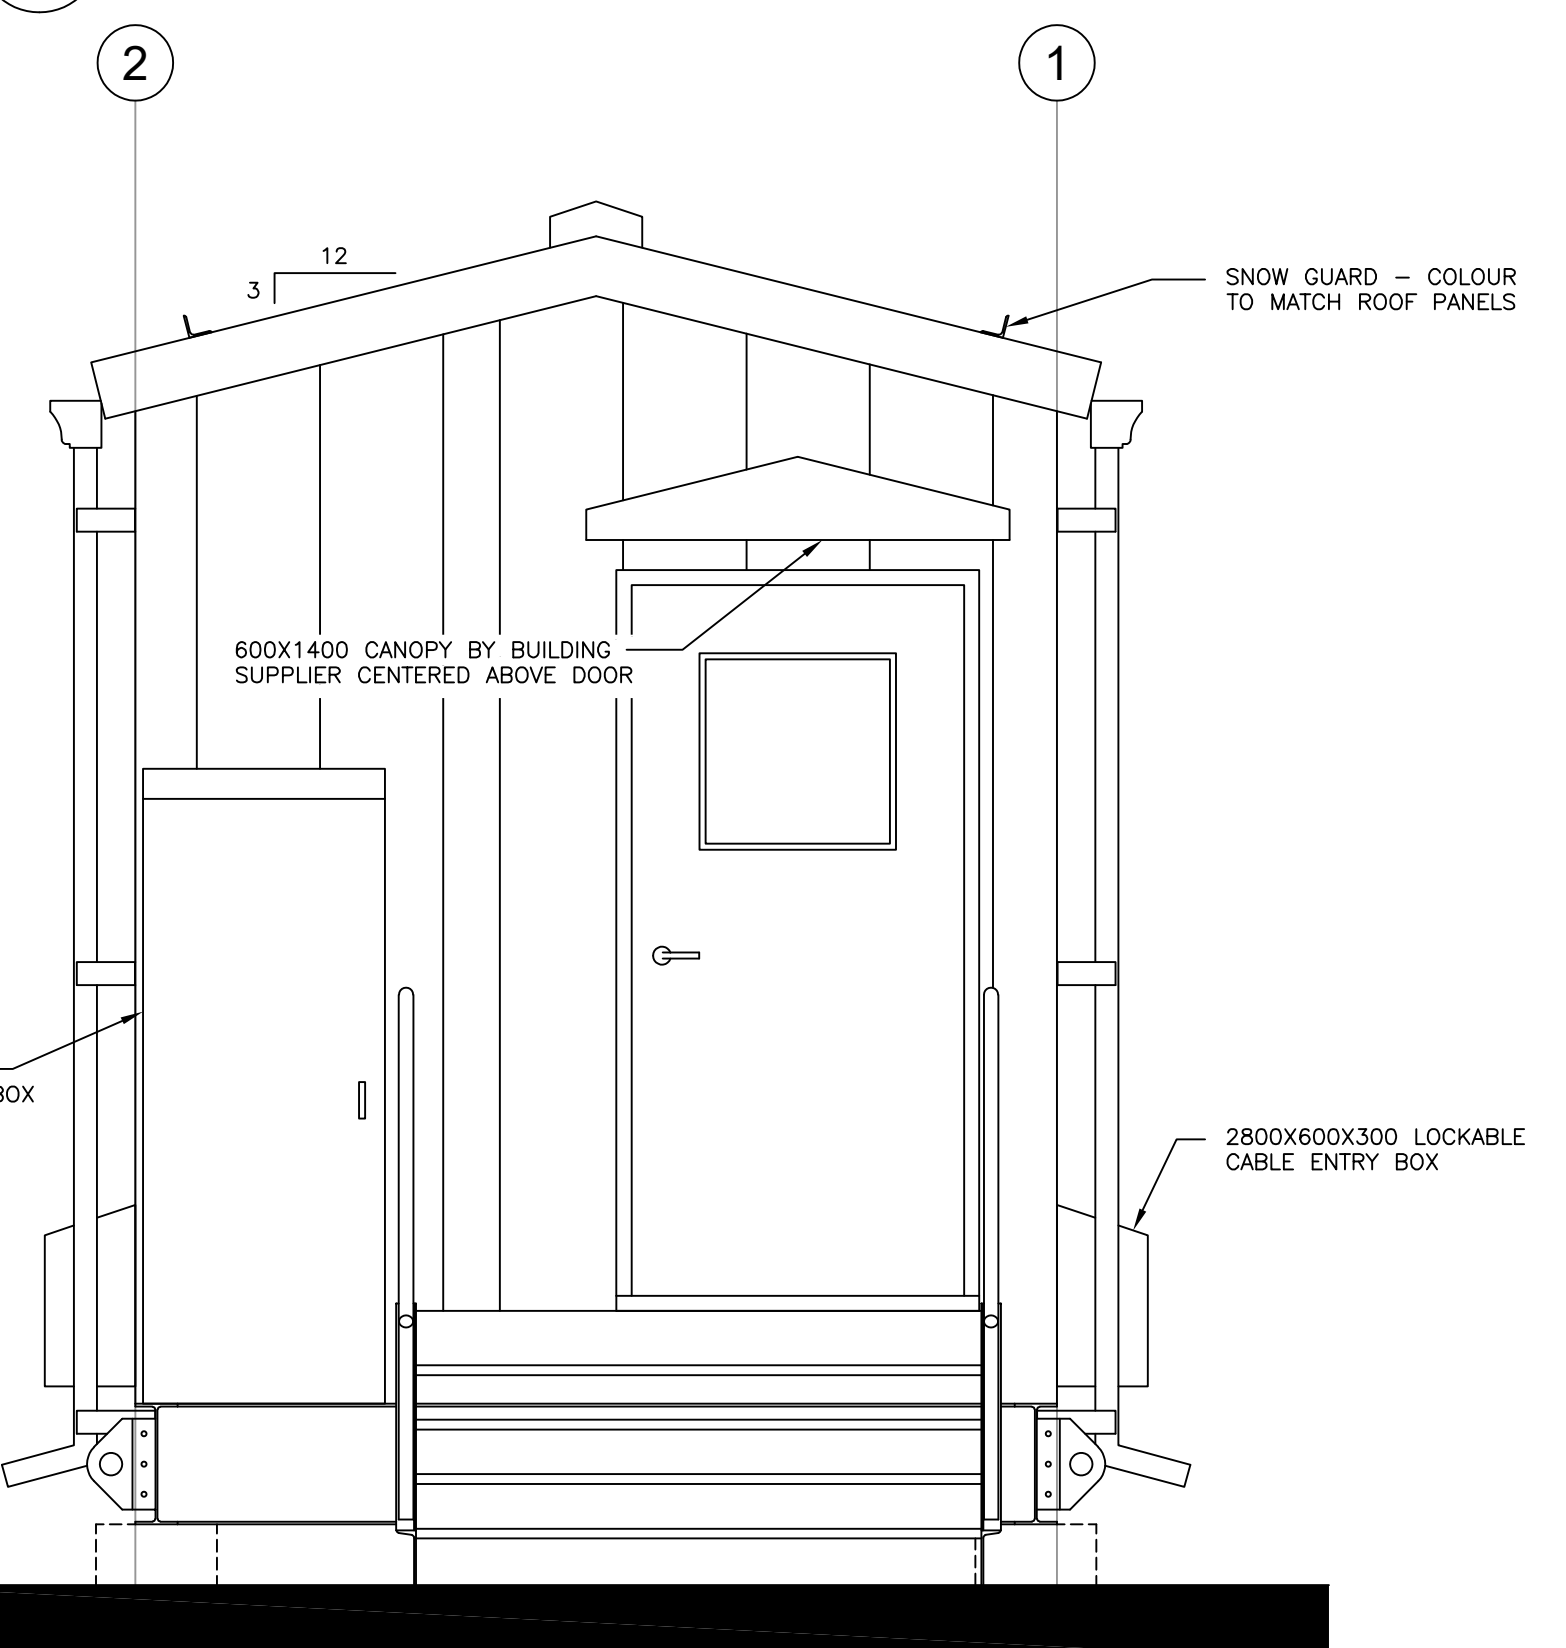 2
1
12
3
SNOW GUARD – COLOUR
TO MATCH ROOF PANELS
600X1400 CANOPY BY BUILDING
SUPPLIER CENTERED ABOVE DOOR
BOX
2800X600X300 LOCKABLE
CABLE ENTRY BOX